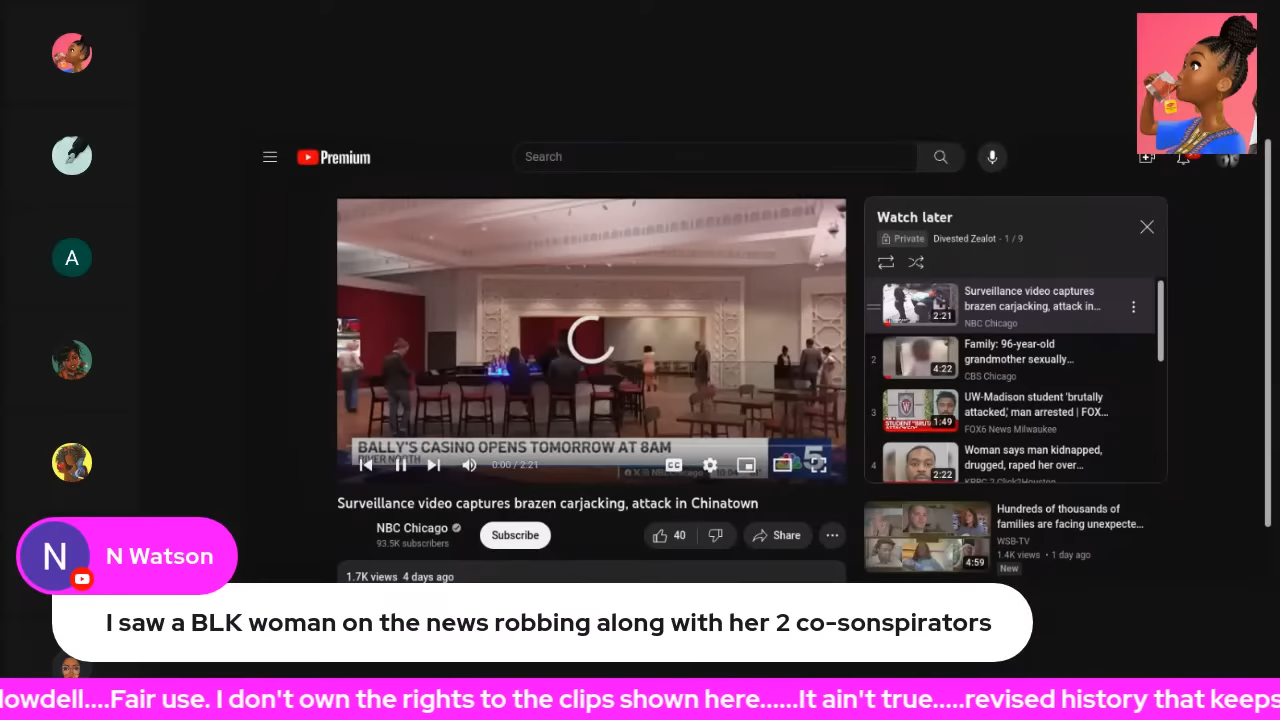 Premium
Search
BALLY'S CASINO OPENS TOMORROW AT 8AM
RIVER NORTH
5
0:00 / 2:21
CC
Surveillance video captures brazen carjacking, attack in Chinatown
NBC Chicago
93.5K subscribers
Subscribe
40
Share
1.7K views 4 days ago
Watch later
Private
Divested Zealot - 1 / 9
Surveillance video captures
brazen carjacking, attack in...
NBC Chicago
2:21
2
Family: 96-year-old
grandmother sexually...
CBS Chicago
4:22
3
UW-Madison student 'brutally
attacked,' man arrested | FOX...
FOX6 News Milwaukee
1:49
4
Woman says man kidnapped,
drugged, raped her over...
KPRC 2 Click2Houston
2:22
Hundreds of thousands of
families are facing unexpecte...
WSB-TV
1.4K views • 1 day ago
New
4:59
A
N
N Watson
I saw a BLK woman on the news robbing along with her 2 co-sonspirators
lowdell....Fair use. I don't own the rights to the clips shown here......It ain't true.....revised history that keeps